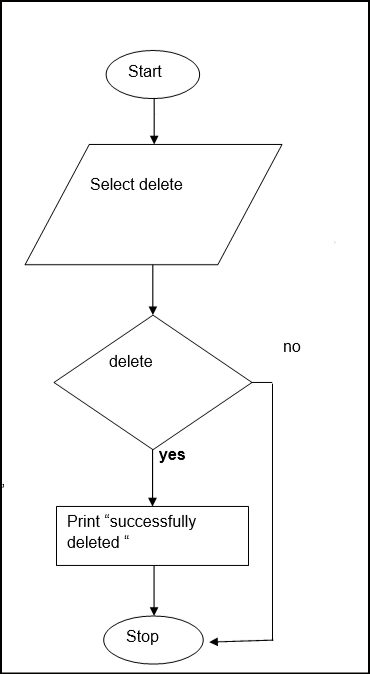 Start
Select delete
delete
no
yes
Print “successfully
deleted “
Stop